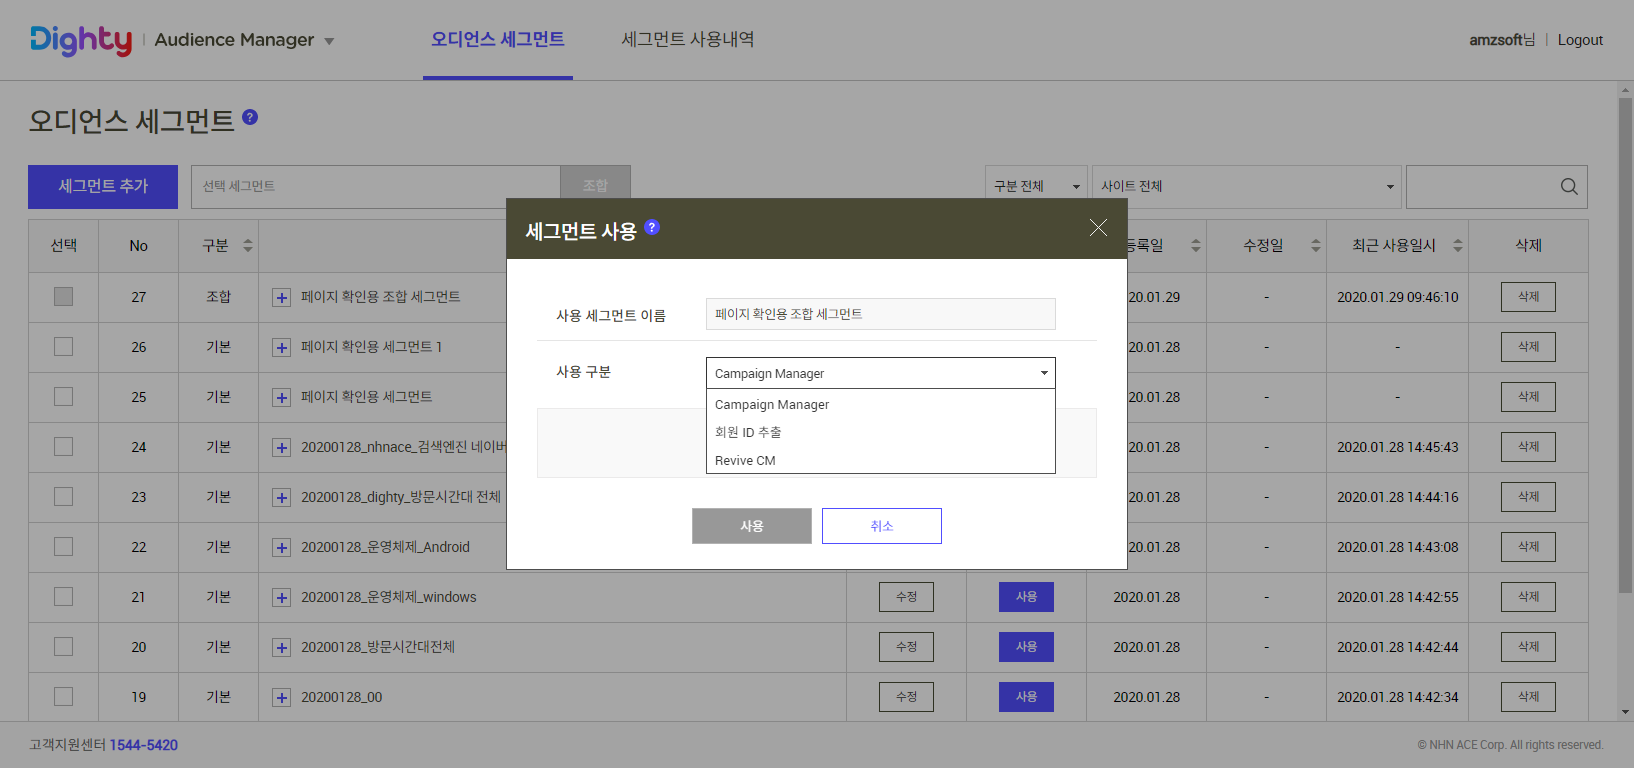 Dighty | Audience Manager
오디언스 세그먼트
세그먼트 사용내역
amzsoft님 | Logout
오디언스 세그먼트 ?
세그먼트 추가
선택 세그먼트
조합
구분 전체
사이트 전체
선택 No 구분 등록일 수정일 최근 사용일시 삭제
27 조합 + 페이지 확인용 조합 세그먼트 20.01.29 - 2020.01.29 09:46:10 삭제
26 기본 + 페이지 확인용 세그먼트 1 20.01.28 - - 삭제
25 기본 + 페이지 확인용 세그먼트 20.01.28 - - 삭제
24 기본 + 20200128_nhnace_검색엔진 네이버 20.01.28 - 2020.01.28 14:45:43 삭제
23 기본 + 20200128_dighty_방문시간대 전체 20.01.28 - 2020.01.28 14:44:16 삭제
22 기본 + 20200128_운영체제_Android 20.01.28 - 2020.01.28 14:43:08 삭제
21 기본 + 20200128_운영체제_windows 수정 사용 2020.01.28 - 2020.01.28 14:42:55 삭제
20 기본 + 20200128_방문시간대전체 수정 사용 2020.01.28 - 2020.01.28 14:42:44 삭제
19 기본 + 20200128_00 수정 사용 2020.01.28 - 2020.01.28 14:42:34 삭제
세그먼트 사용 ?
사용 세그먼트 이름 페이지 확인용 조합 세그먼트
사용 구분 Campaign Manager
Campaign Manager
회원 ID 추출
Revive CM
사용 취소
고객지원센터 1544-5420
© NHN ACE Corp. All rights reserved.